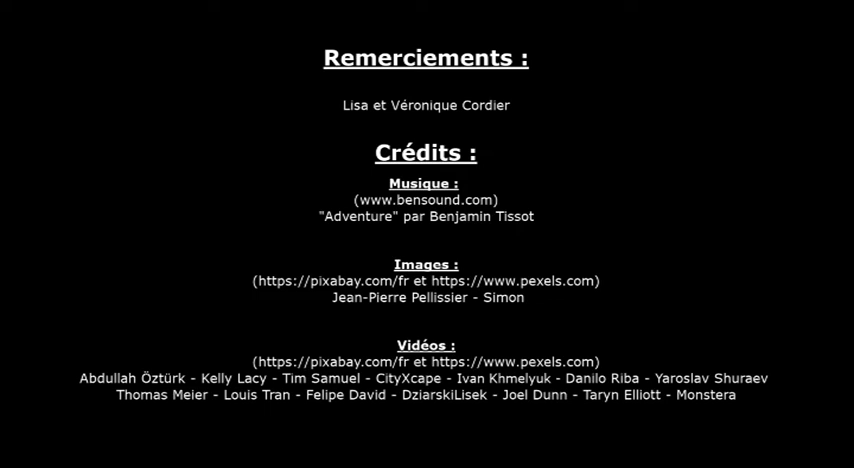 Remerciements :
Lisa et Véronique Cordier
Crédits :
Musique :
(www.bensound.com)
"Adventure" par Benjamin Tissot
Images :
(https://pixabay.com/fr et https://www.pexels.com)
Jean-Pierre Pellissier - Simon
Vidéos :
(https://pixabay.com/fr et https://www.pexels.com)
Abdullah Öztürk - Kelly Lacy - Tim Samuel - CityXcape - Ivan Khmelyuk - Danilo Riba - Yaroslav Shuraev
Thomas Meier - Louis Tran - Felipe David - DziarskiLisek - Joel Dunn - Taryn Elliott - Monstera